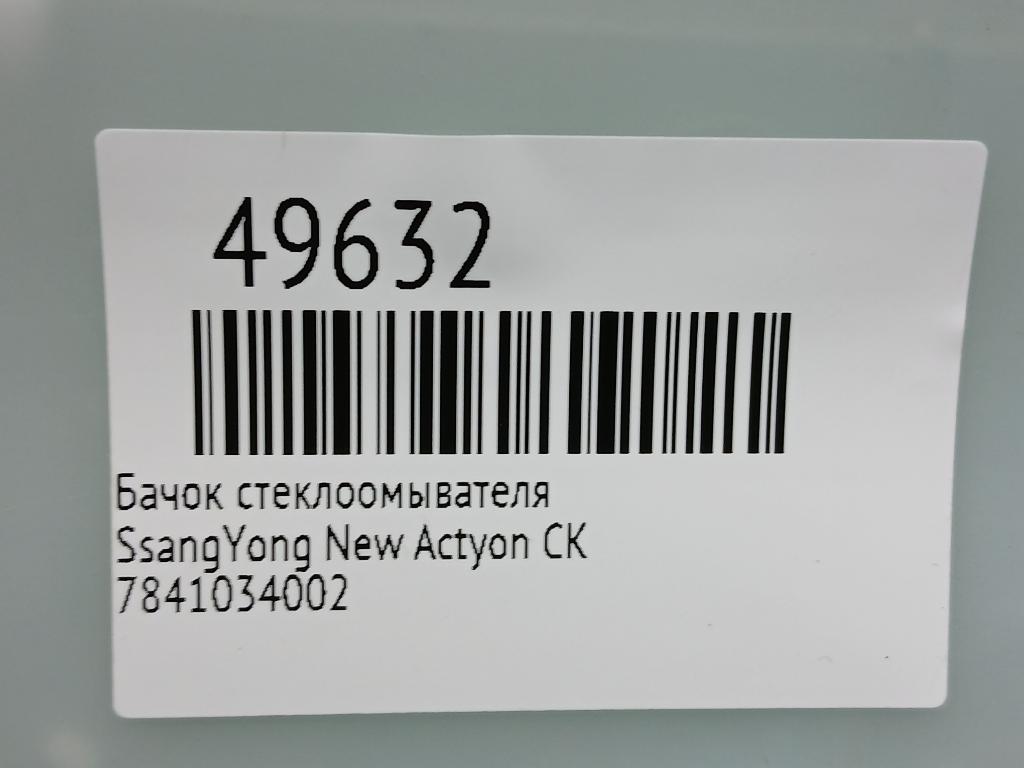 49632
Бачок стеклоомывателя
SsangYong New Actyon CK
7841034002